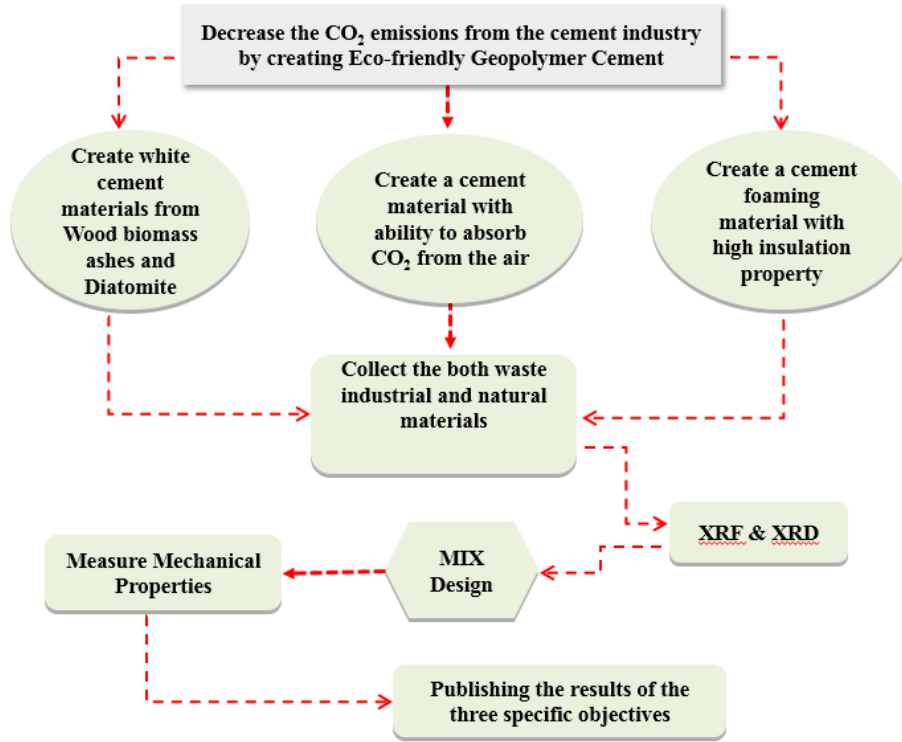 Decrease the CO₂ emissions from the cement industry
by creating Eco-friendly Geopolymer Cement
Create white
cement
materials from
Wood biomass
ashes and
Diatomite
Create a cement
material with
ability to absorb
CO₂ from the air
Create a cement
foaming
material with
high insulation
property
Collect the both waste
industrial and natural
materials
XRF & XRD
MIX
Design
Measure Mechanical
Properties
Publishing the results of the
three specific objectives